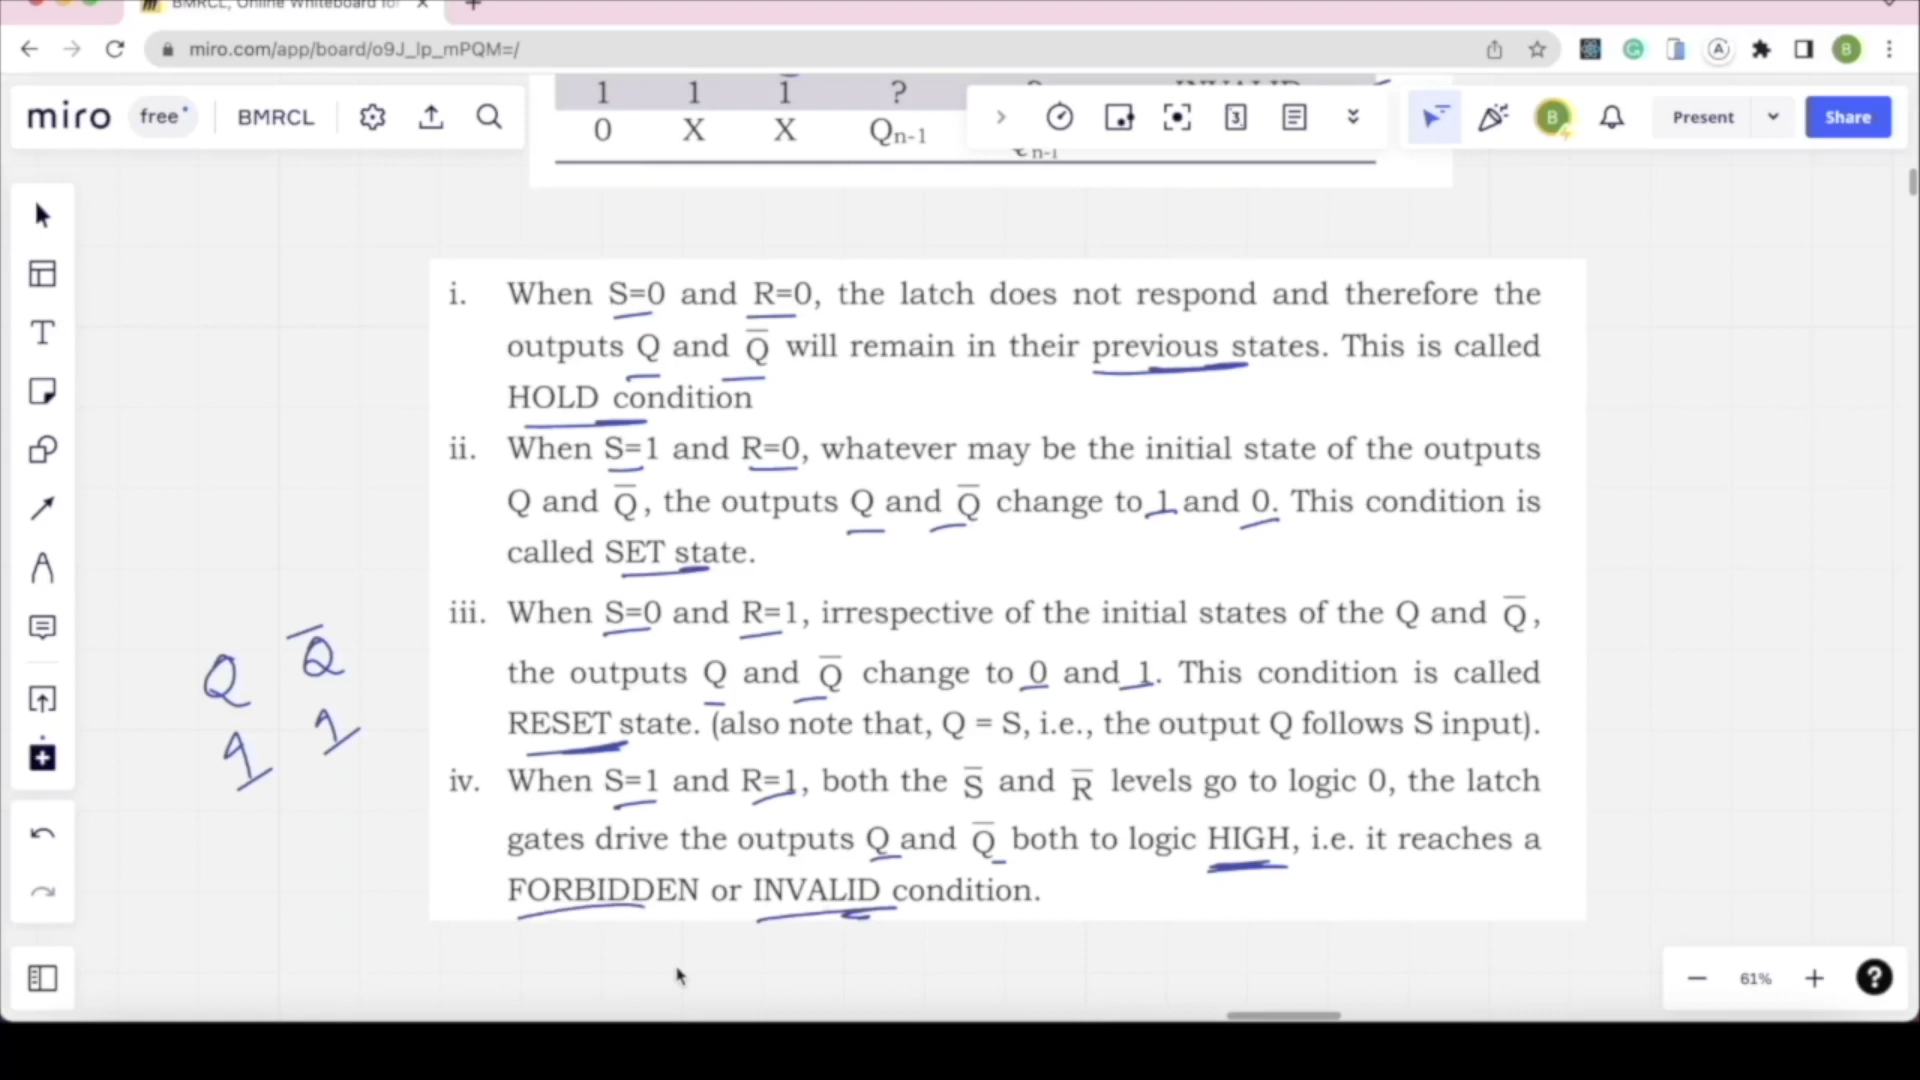 BMRCL, Online Whiteboard for
miro.com/app/board/o9J_lp_mPQM=/
1 1 1 ?
miro free BMRCL Present Share
0 X X Qn-1
n-1
i. When S=0 and R=0, the latch does not respond and therefore the
outputs Q and Q̅ will remain in their previous states. This is called
HOLD condition
ii. When S=1 and R=0, whatever may be the initial state of the outputs
Q and Q̅, the outputs Q and Q̅ change to 1 and 0. This condition is
called SET state.
iii. When S=0 and R=1, irrespective of the initial states of the Q and Q̅,
the outputs Q and Q̅ change to 0 and 1. This condition is called
RESET state. (also note that, Q = S, i.e., the output Q follows S input).
iv. When S=1 and R=1, both the S̅ and R̅ levels go to logic 0, the latch
gates drive the outputs Q and Q̅ both to logic HIGH, i.e. it reaches a
FORBIDDEN or INVALID condition.
Q Q̅
1 1
61%